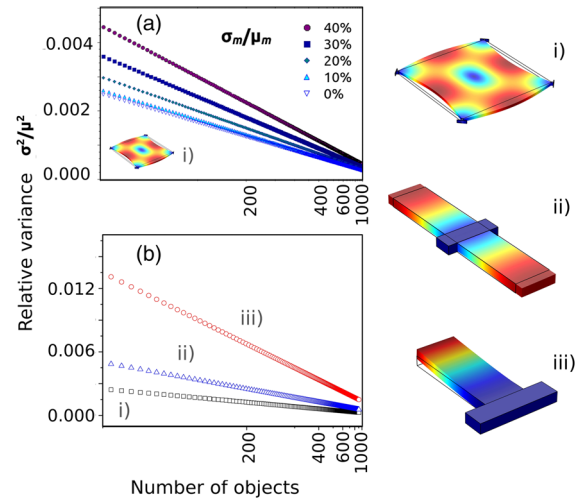 (a)
σm/μm
40%
30%
20%
10%
0%
0.004
0.002
0.000
i)
200
400
600
1000
Relative variance σ²/μ²
(b)
0.012
0.006
0.000
iii)
ii)
i)
200
400
600
1000
Number of objects
i)
ii)
iii)